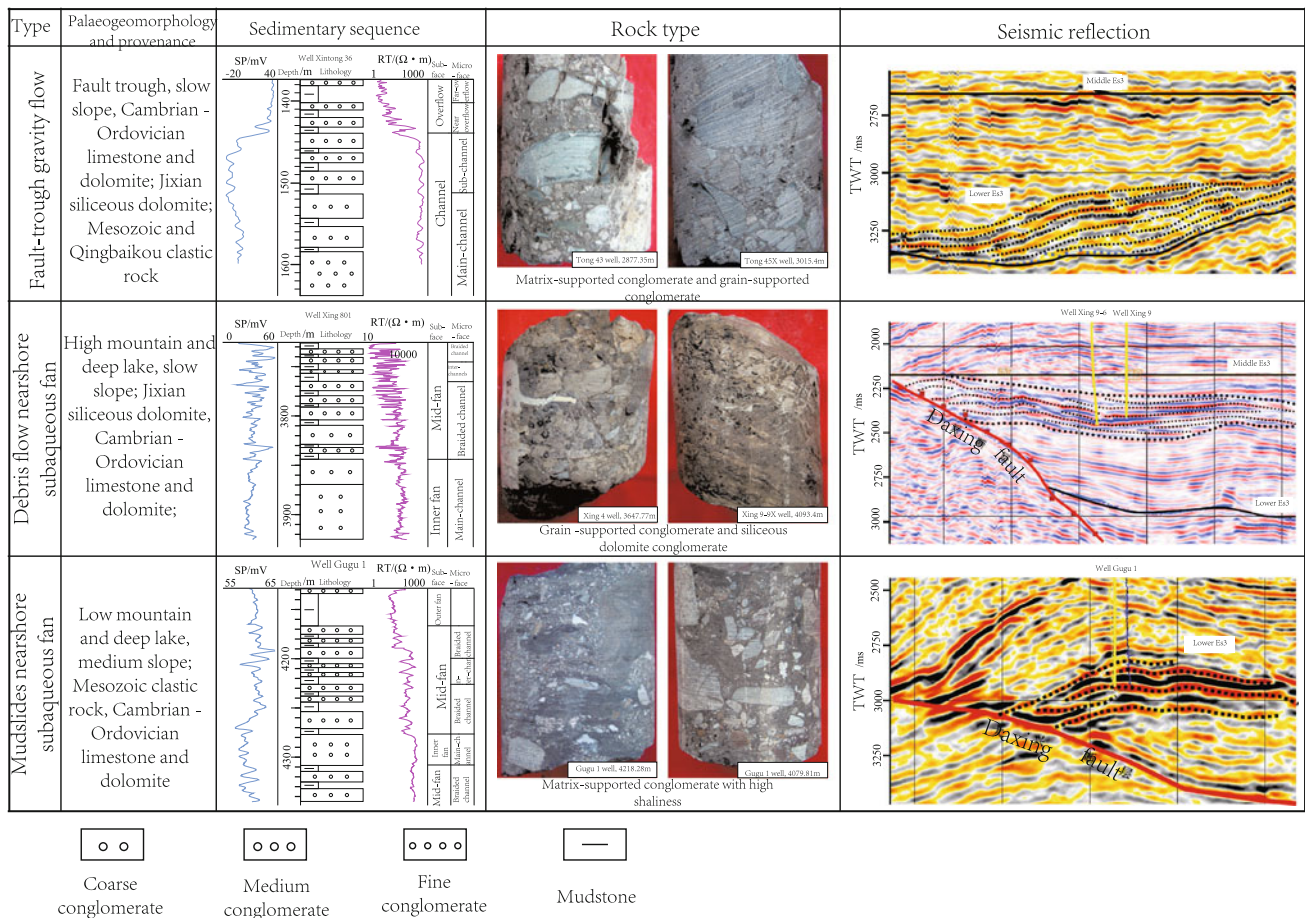 Type
Palaeogeomorphology
and provenance
Sedimentary sequence
Rock type
Seismic reflection
Fault-trough gravity flow
Fault trough, slow
slope, Cambrian -
Ordovician
limestone and
dolomite; Jixian
siliceous dolomite;
Mesozoic and
Qingbaikou clastic
rock
Well Xintong 36
SP/mV
-20
40
Depth /m
Lithology
RT/(Ω • m)
1
1000
Sub-
face
Micro
-face
1400
1500
1600
Overflow
Channel
Near
overflow
Sub-channel
Main-channel
Tong 43 well, 2877.35m
Tong 45X well, 3015.4m
Matrix-supported conglomerate and grain-supported
conglomerate
TWT /ms
2750
3000
3250
Middle Es3
Lower Es3
Debris flow nearshore
subaqueous fan
High mountain and
deep lake, slow
slope; Jixian
siliceous dolomite,
Cambrian -
Ordovician
limestone and
dolomite;
Well Xing 801
SP/mV
0
60
Depth /m
Lithology
RT/(Ω • m)
10
10000
Sub-
face
Micro
-face
3800
3900
Mid-fan
Inner fan
Braided
channel
Inter-
channels
Braided channel
Main-channel
Xing 4 well, 3647.77m
Xing 9-9X well, 4093.4m
Grain -supported conglomerate and siliceous
dolomite conglomerate
Well Xing 9-6
Well Xing 9
TWT /ms
2000
2250
2500
2750
3000
Middle Es3
Daxing fault
Lower Es3
Mudslides nearshore
subaqueous fan
Low mountain
and deep lake,
medium slope;
Mesozoic clastic
rock, Cambrian -
Ordovician
limestone and
dolomite
Well Gugu 1
SP/mV
55
65
Depth /m
Lithology
RT/(Ω • m)
1
1000
Sub-
face
Micro
-face
4200
4300
Outer fan
Mid-fan
Inner
fan
Mid-fan
Braided
channel
Braided
channel
Main-ch
annel
Braided
channel
Gugu 1 well, 4218.28m
Gugu 1 well, 4079.81m
Matrix-supported conglomerate with high
shaliness
Well Gugu 1
TWT /ms
2500
2750
3000
3250
Lower Es3
Daxing fault
Coarse
conglomerate
Medium
conglomerate
Fine
conglomerate
Mudstone